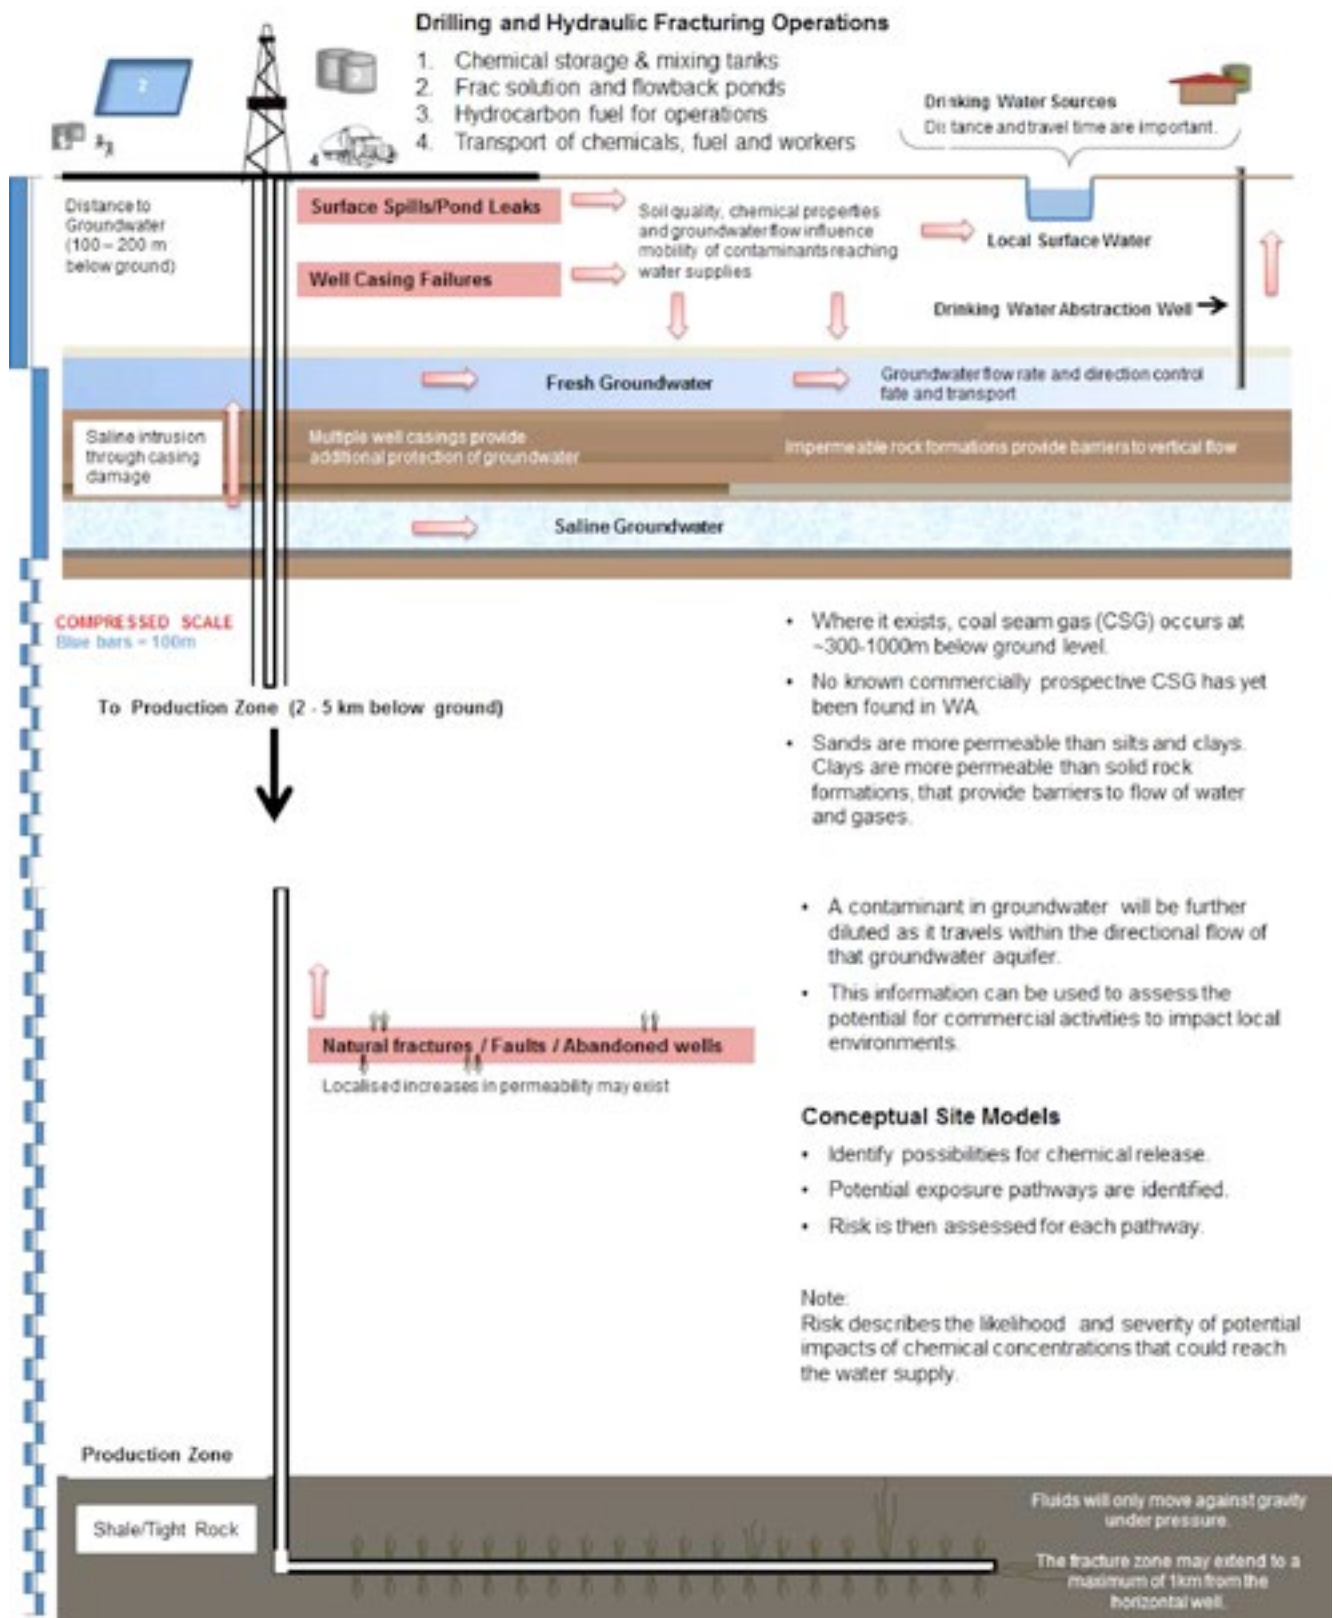 Drilling and Hydraulic Fracturing Operations
1. Chemical storage & mixing tanks
2. Frac solution and flowback ponds
3. Hydrocarbon fuel for operations
4. Transport of chemicals, fuel and workers
2
3
4
Drinking Water Sources
Distance and travel time are important.
Distance to
Groundwater
(100 – 200 m
below ground)
Surface Spills/Pond Leaks
Well Casing Failures
Soil quality, chemical properties
and groundwater flow influence
mobility of contaminants reaching
water supplies
Local Surface Water
Drinking Water Abstraction Well
Fresh Groundwater
Groundwater flow rate and direction control
fate and transport
Saline intrusion
through casing
damage
Multiple well casings provide
additional protection of groundwater
Impermeable rock formations provide barriers to vertical flow
Saline Groundwater
COMPRESSED SCALE
Blue bars = 100m
To Production Zone (2 - 5 km below ground)
• Where it exists, coal seam gas (CSG) occurs at
~300-1000m below ground level.
• No known commercially prospective CSG has yet
been found in WA
• Sands are more permeable than silts and clays.
Clays are more permeable than solid rock
formations, that provide barriers to flow of water
and gases.
• A contaminant in groundwater will be further
diluted as it travels within the directional flow of
that groundwater aquifer.
• This information can be used to assess the
potential for commercial activities to impact local
environments.
Natural fractures / Faults / Abandoned wells
Localised increases in permeability may exist
Conceptual Site Models
• Identify possibilities for chemical release.
• Potential exposure pathways are identified.
• Risk is then assessed for each pathway.
Note:
Risk describes the likelihood and severity of potential
impacts of chemical concentrations that could reach
the water supply.
Production Zone
Shale/Tight Rock
Fluids will only move against gravity
under pressure.
The fracture zone may extend to a
maximum of 1km from the
horizontal well.